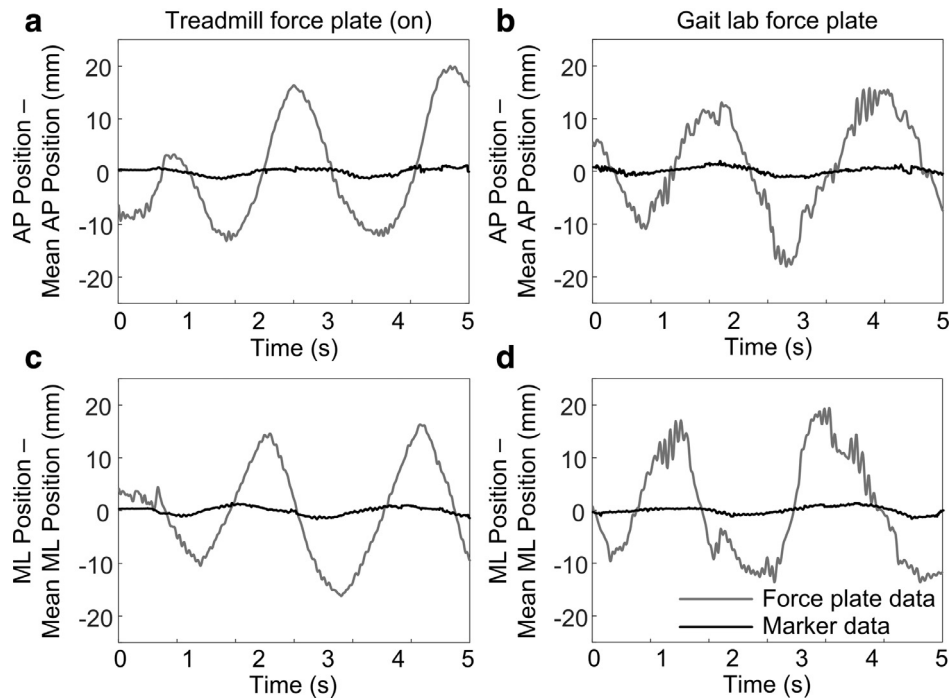 a Treadmill force plate (on)
AP Position –
Mean AP Position (mm)
20
10
0
-10
-20
0 1 2 3 4 5
Time (s)
b Gait lab force plate
AP Position –
Mean AP Position (mm)
20
10
0
-10
-20
0 1 2 3 4 5
Time (s)
c
ML Position –
Mean ML Position (mm)
20
10
0
-10
-20
0 1 2 3 4 5
Time (s)
d
ML Position –
Mean ML Position (mm)
20
10
0
-10
-20
Force plate data
Marker data
0 1 2 3 4 5
Time (s)